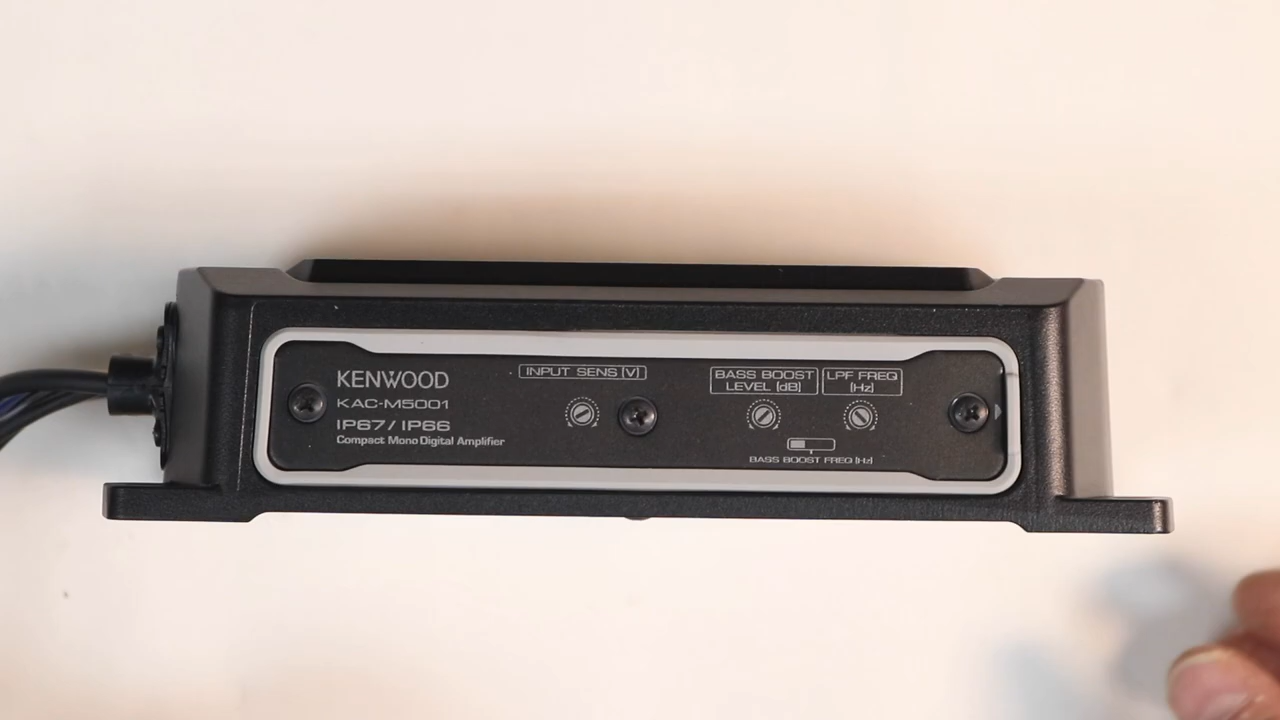 KENWOOD
KAC-M5001
IP67/IP66
Compact Mono Digital Amplifier
INPUT SENS [V]
BASS BOOST
LEVEL [dB]
LPF FREQ
[Hz]
BASS BOOST FREQ [Hz]